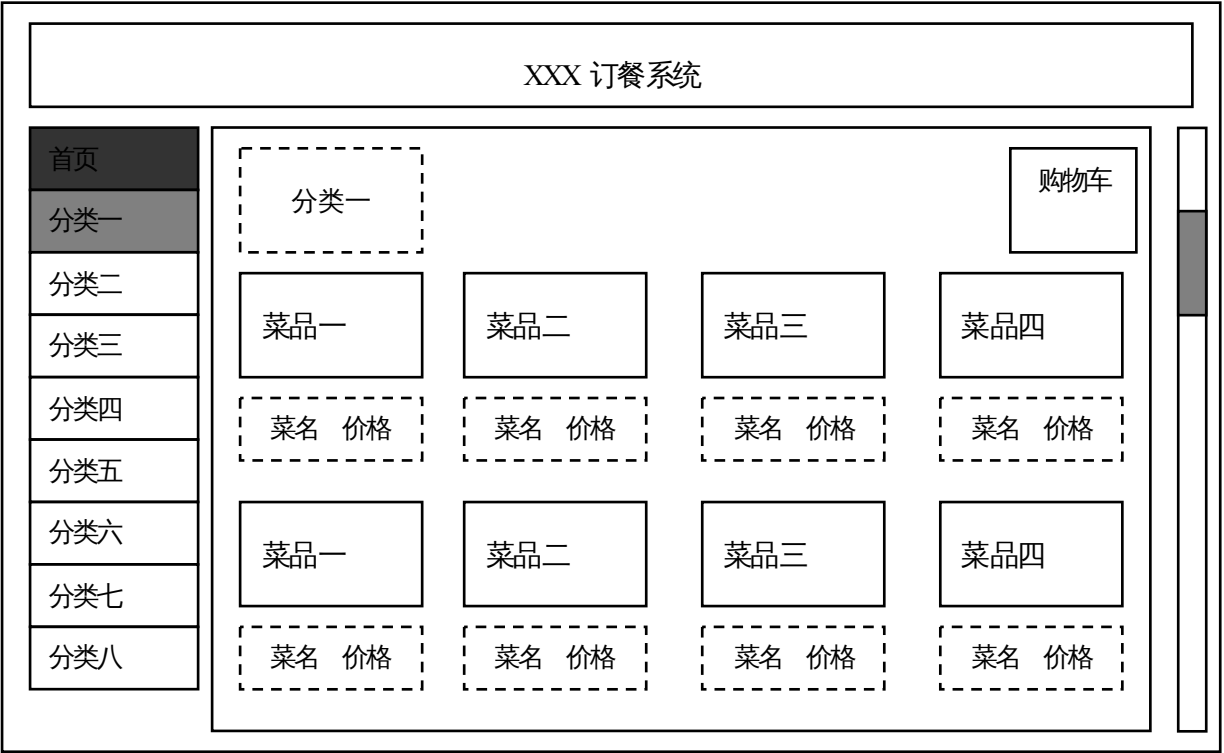 XXX 订餐系统
首页
分类一
分类二
分类三
分类四
分类五
分类六
分类七
分类八
分类一
购物车
菜品一 菜品二 菜品三 菜品四
菜名 价格 菜名 价格 菜名 价格 菜名 价格
菜品一 菜品二 菜品三 菜品四
菜名 价格 菜名 价格 菜名 价格 菜名 价格